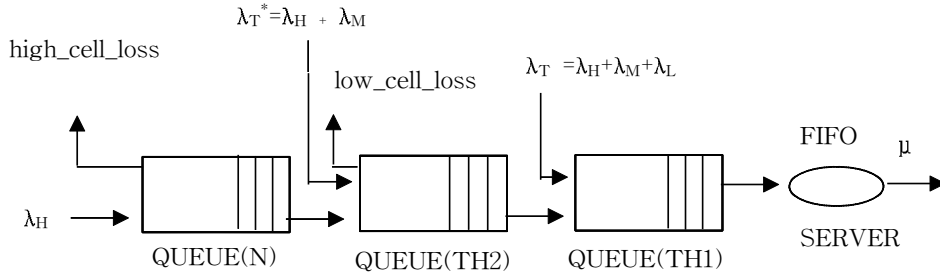 λT*=λH + λM
high_cell_loss
low_cell_loss
λT =λH+λM+λL
FIFO
μ
λH
QUEUE(N)
QUEUE(TH2)
QUEUE(TH1)
SERVER